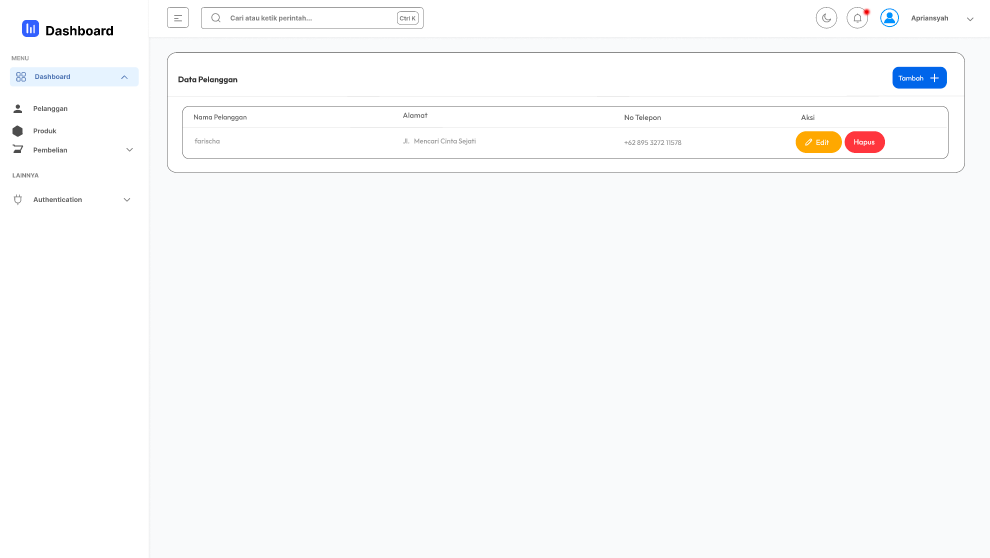 Dashboard
Cari atau ketik perintah...
Ctrl K
Apriansyah
MENU
Dashboard
Pelanggan
Produk
Pembelian
LAINNYA
Authentication
Data Pelanggan
Tambah
Nama Pelanggan
Alamat
No Telepon
Aksi
farischa
JL. Mencari Cinta Sejati
+62 895 3272 11578
Edit
Hapus